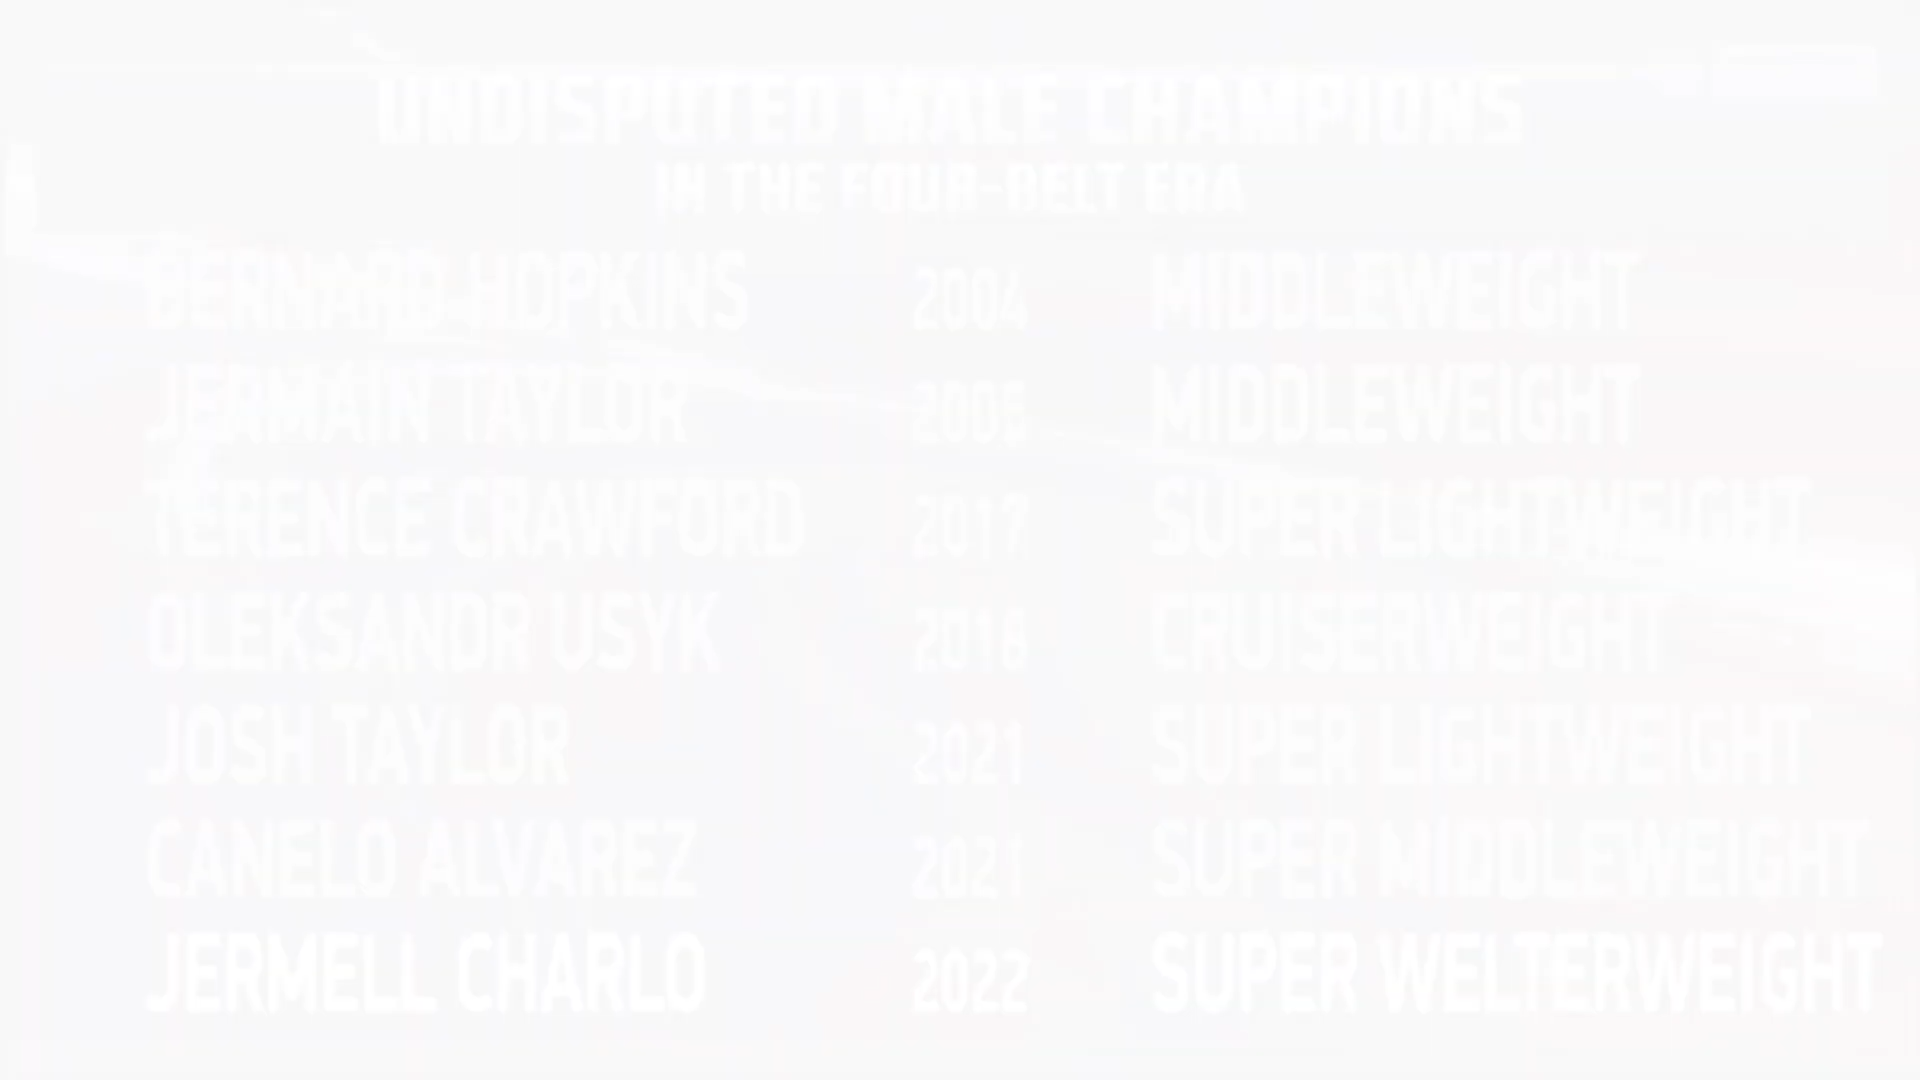 UNDISPUTED MALE CHAMPIONS
IN THE FOUR-BELT ERA
BERNARD HOPKINS 2004 MIDDLEWEIGHT
JERMAIN TAYLOR 2005 MIDDLEWEIGHT
TERENCE CRAWFORD 2017 SUPER LIGHTWEIGHT
OLEKSANDR USYK 2018 CRUISERWEIGHT
JOSH TAYLOR 2021 SUPER LIGHTWEIGHT
CANELO ALVAREZ 2021 SUPER MIDDLEWEIGHT
JERMELL CHARLO 2022 SUPER WELTERWEIGHT